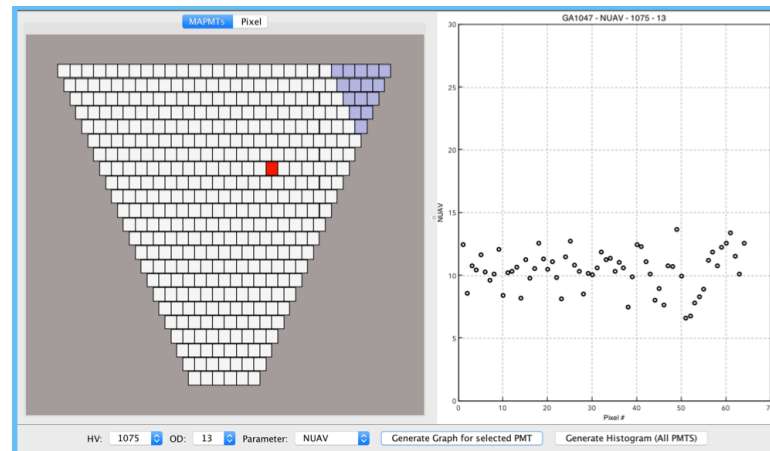 MAPMTs Pixel
GA1047 - NUAV - 1075 - 13
30
25
20
15
10
5
0
NUAV
0 10 20 30 40 50 60 70
Pixel #
HV: 1075 OD: 13 Parameter: NUAV Generate Graph for selected PMT Generate Histogram (All PMTS)